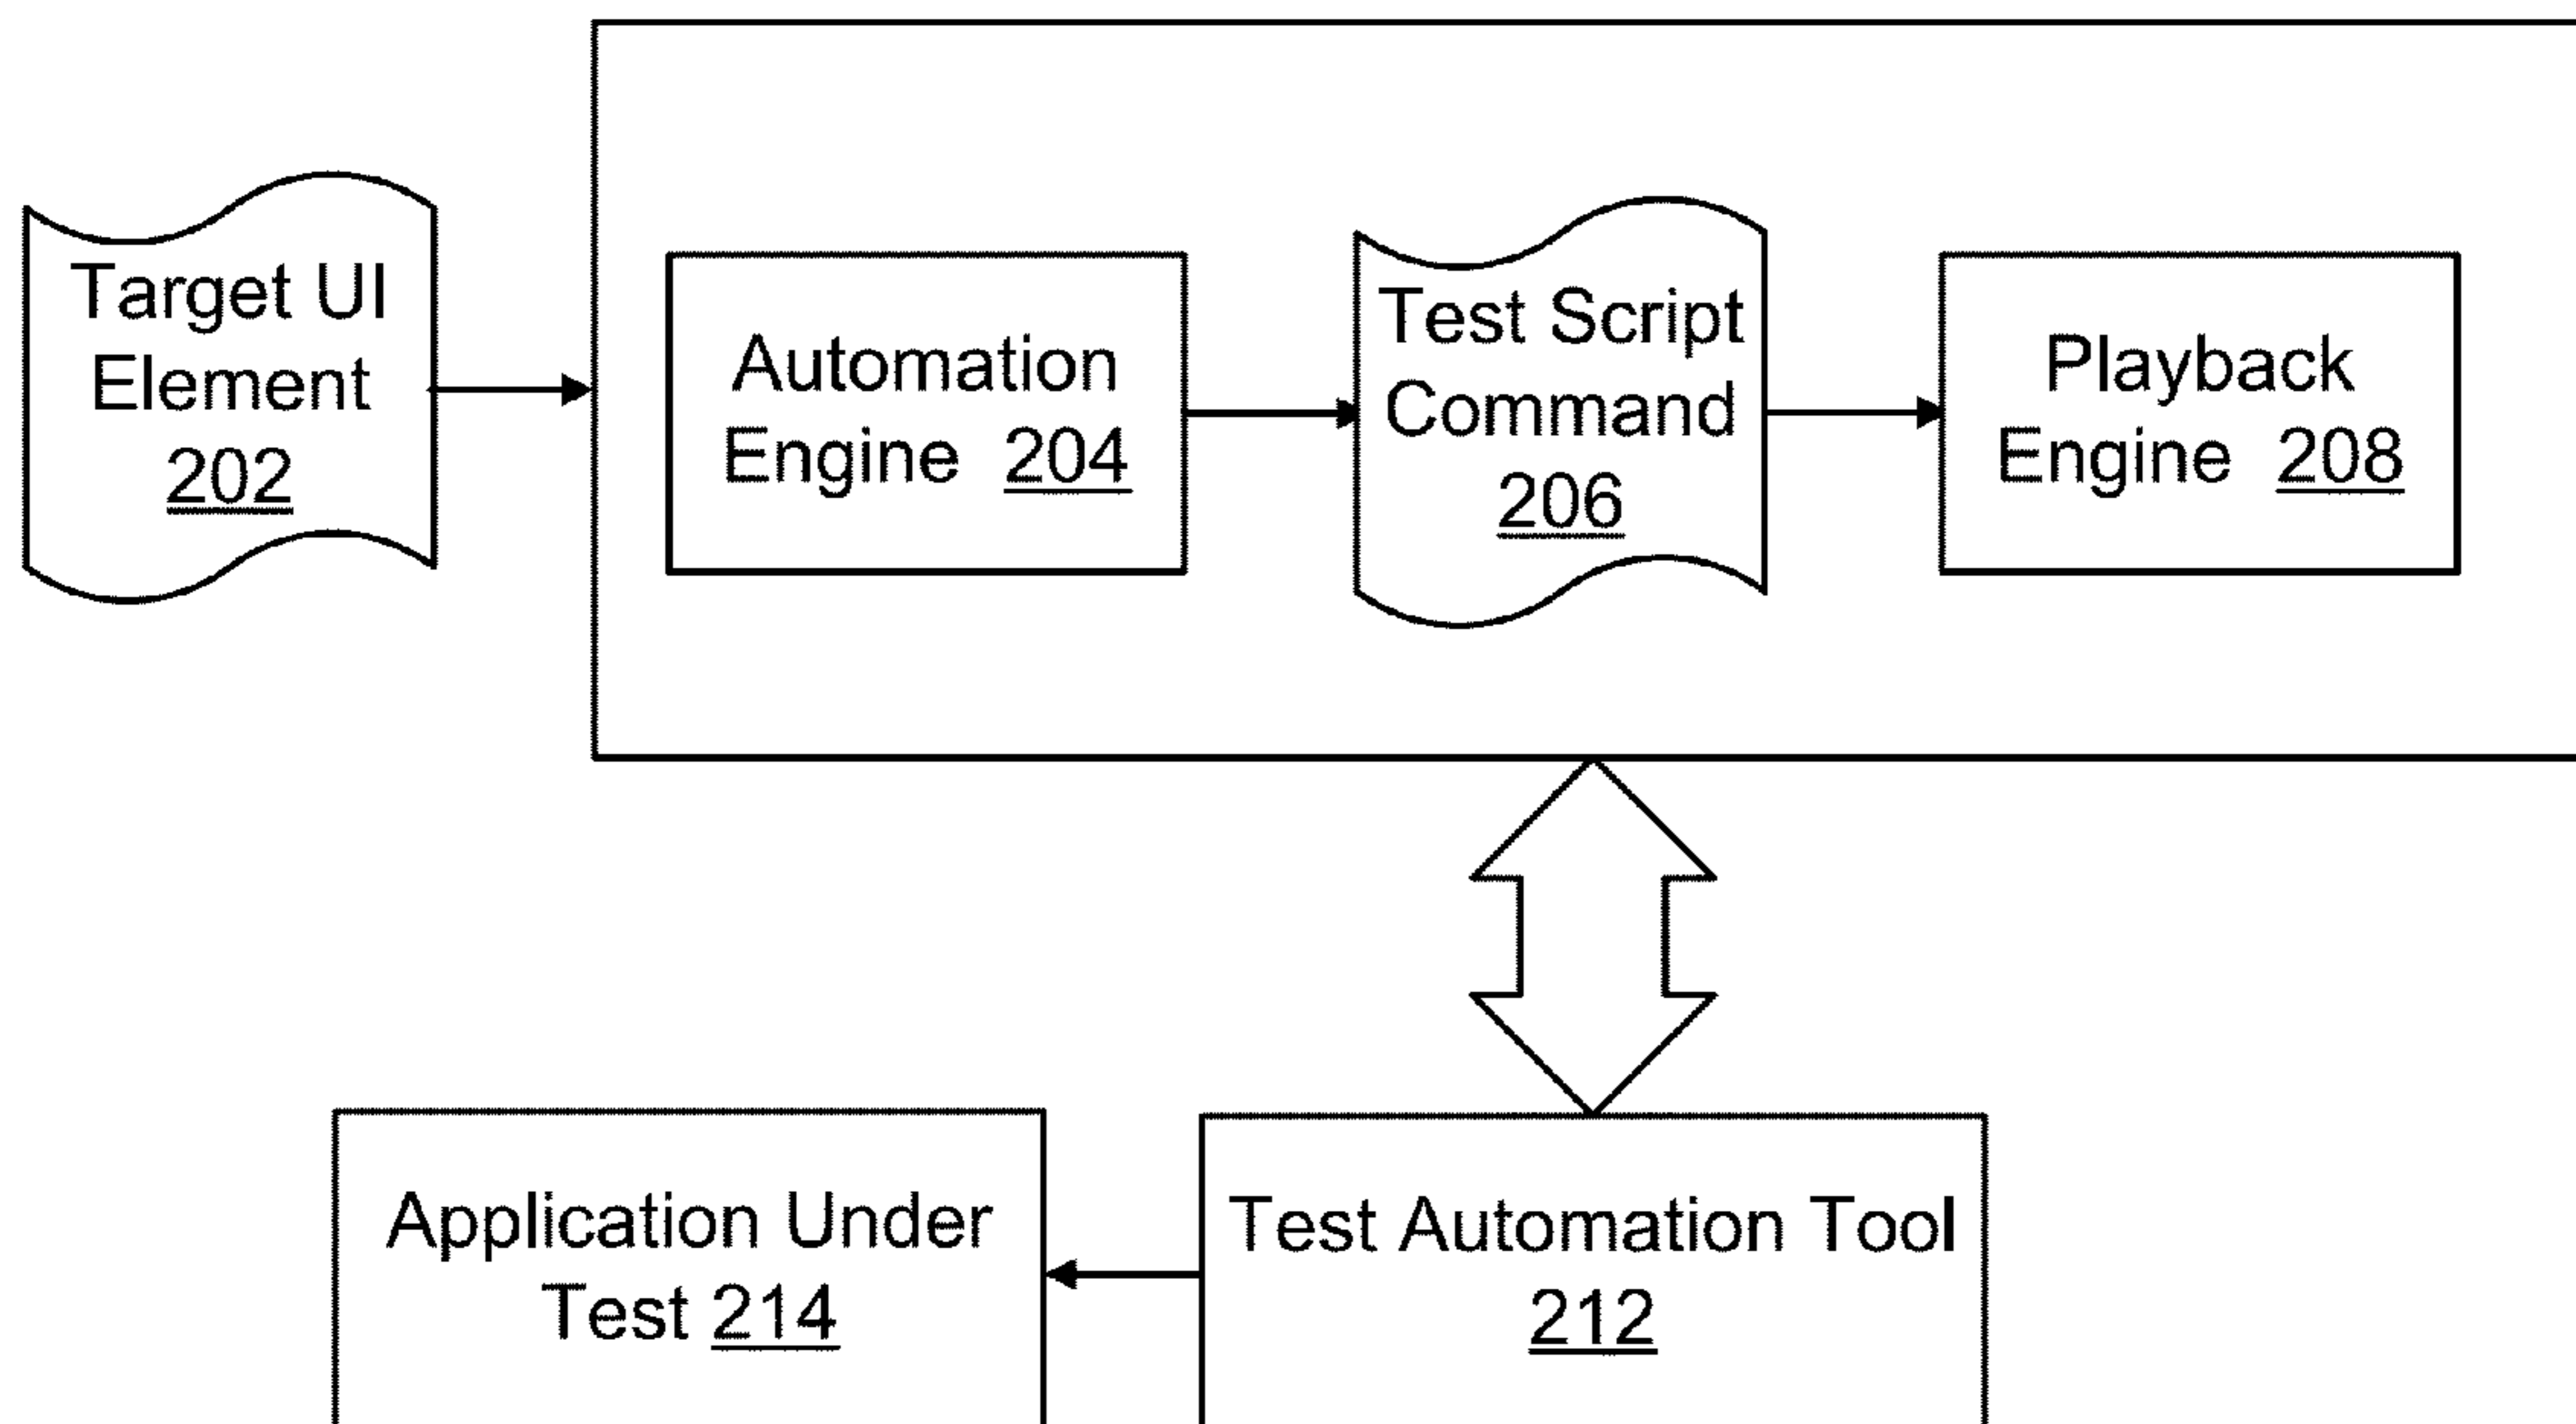 Target UI
Element
202
Automation
Engine 204
Test Script
Command
206
Playback
Engine 208
Application Under
Test 214
Test Automation Tool
212